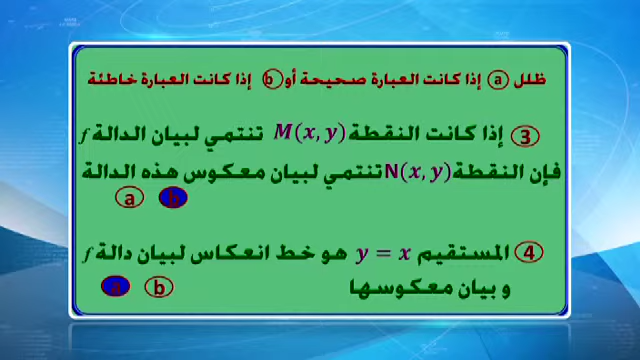 ظلل a إذا كانت العبارة صحيحة أو b إذا كانت العبارة خاطئة
3 إذا كانت النقطة M(x, y) تنتمي لبيان الدالة f
فإن النقطة N(x, y) تنتمي لبيان معكوس هذه الدالة
a b
4 المستقيم y = x هو خط انعكاس لبيان دالة f
و بيان معكوسها
a b